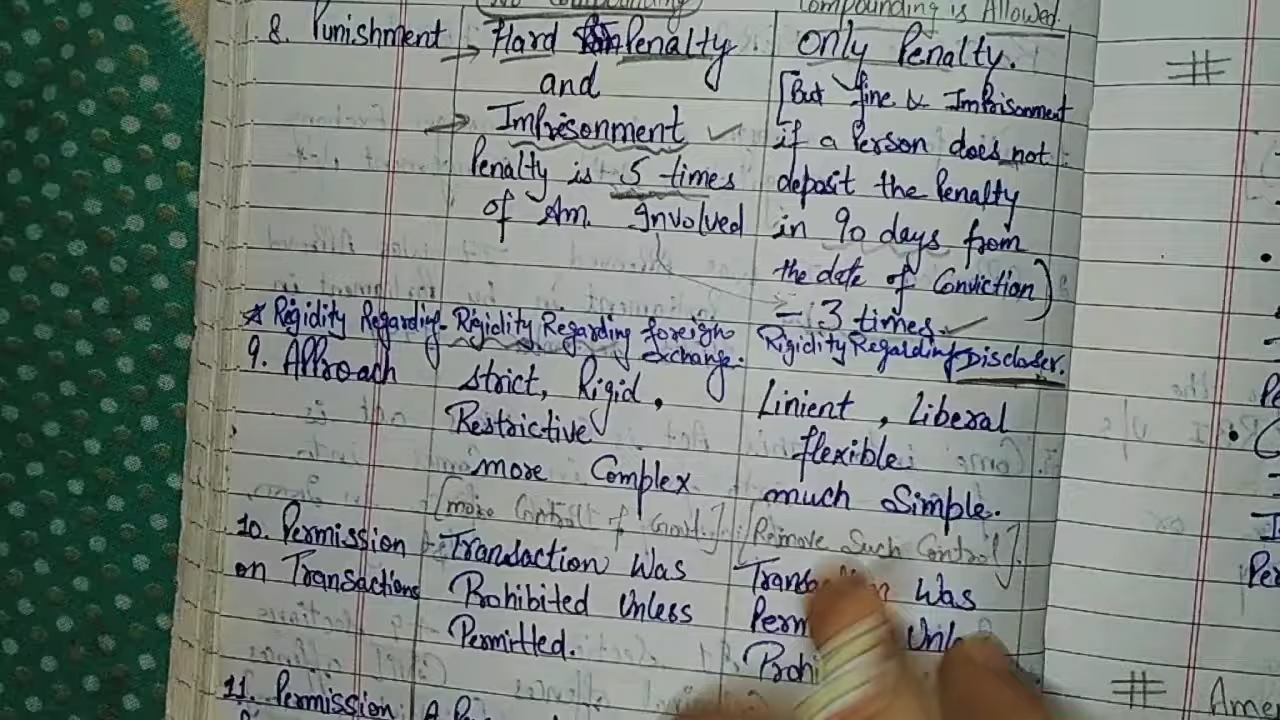 No Compounding
Compounding is Allowed.
8. Punishment → Hard Penalty. Only Penalty.
and [But fine & Imprisonment
→ Imprisonment ✓ if a Person does not
Penalty is 5 times deposit the Penalty
of Am. Involved in 90 days from
the date of Conviction)
= 3 times ✓
* Rigidity Regarding - Rigidity Regarding foreign Exchange. Rigidity Regarding Discloser.
9. Approach Strict, Rigid, Linient, Liberal
Restrictive flexible.
more Complex much Simple.
[more Control of Govt.] [Remove Such Control].
10. Permission Transaction Was
on Transactions Prohibited Unless Was
Permitted.
11. Permission
#
#
Ame